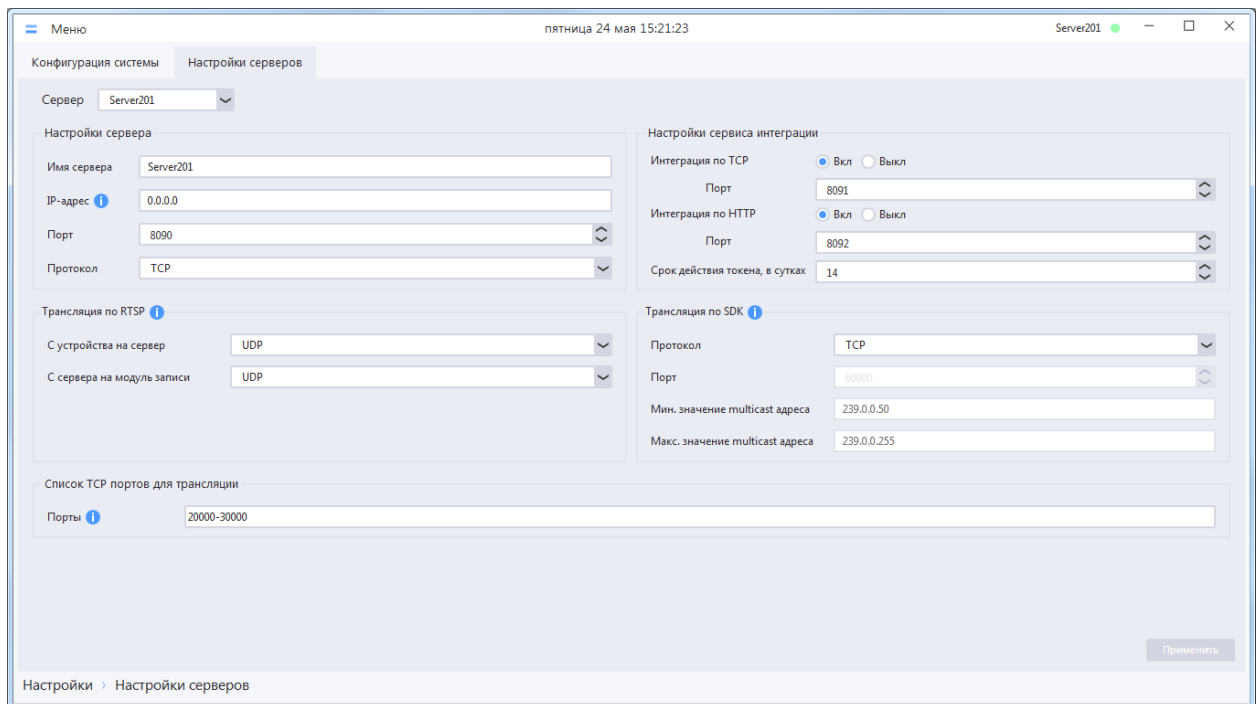 Меню
пятница 24 мая 15:21:23
Server201
Конфигурация системы
Настройки серверов
Сервер
Server201
Настройки сервера
Имя сервера
Server201
IP-адрес
0.0.0.0
Порт
8090
Протокол
TCP
Настройки сервиса интеграции
Интеграция по TCP
Вкл
Выкл
Порт
8091
Интеграция по HTTP
Вкл
Выкл
Порт
8092
Срок действия токена, в сутках
14
Трансляция по RTSP
С устройства на сервер
UDP
С сервера на модуль записи
UDP
Трансляция по SDK
Протокол
TCP
Порт
60000
Мин. значение multicast адреса
239.0.0.50
Макс. значение multicast адреса
239.0.0.255
Список TCP портов для трансляции
Порты
20000-30000
Применить
Настройки › Настройки серверов